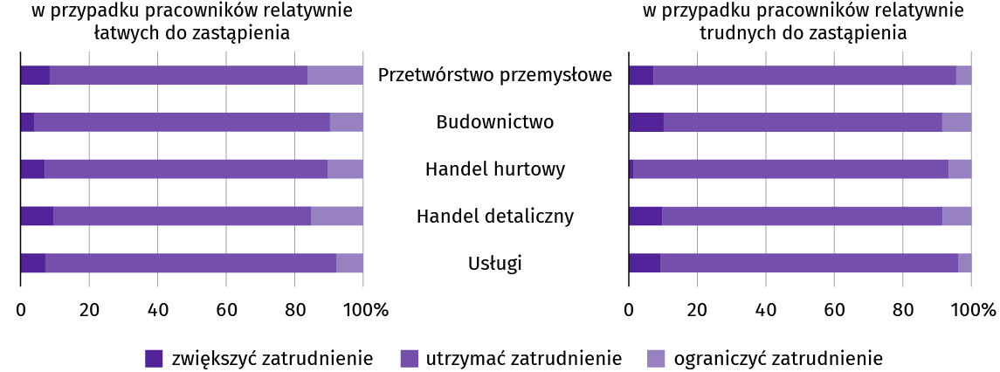 w przypadku pracowników relatywnie
łatwych do zastąpienia
w przypadku pracowników relatywnie
trudnych do zastąpienia
Przetwórstwo przemysłowe
Budownictwo
Handel hurtowy
Handel detaliczny
Usługi
0 20 40 60 80 100%
0 20 40 60 80 100%
zwiększyć zatrudnienie utrzymać zatrudnienie ograniczyć zatrudnienie